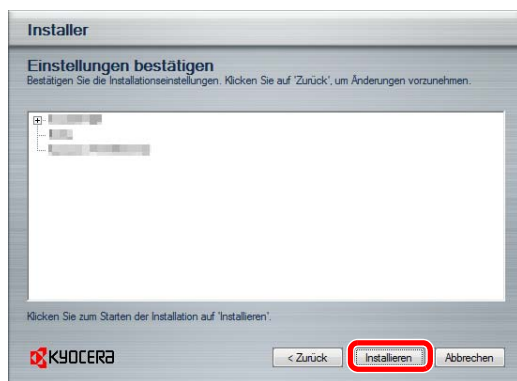 Installer
Einstellungen bestätigen
Bestätigen Sie die Installationseinstellungen. Klicken Sie auf 'Zurück', um Änderungen vorzunehmen.
Klicken Sie zum Starten der Installation auf 'Installieren'.
KYOCERA
< Zurück Installieren Abbrechen